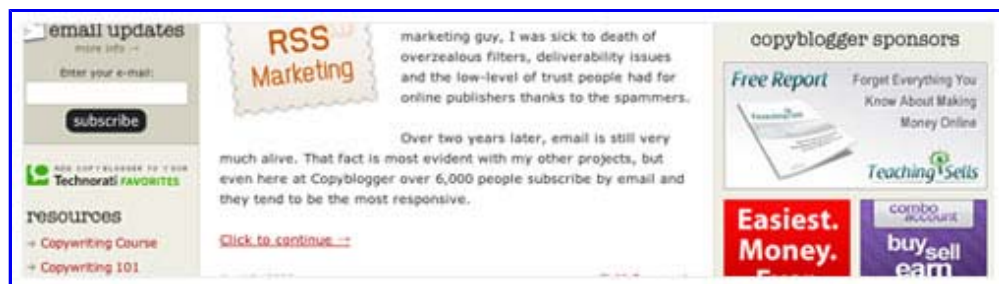 email updates
more info →
Enter your e-mail:
subscribe
ADD COPYBLOGGER TO YOUR
Technorati FAVORITES
resources
→ Copywriting Course
→ Copywriting 101
RSS
Marketing
marketing guy, I was sick to death of
overzealous filters, deliverability issues
and the low-level of trust people had for
online publishers thanks to the spammers.
Over two years later, email is still very
much alive. That fact is most evident with my other projects, but
even here at Copyblogger over 6,000 people subscribe by email and
they tend to be the most responsive.
Click to continue →
copyblogger sponsors
Free Report
Forget Everything You
Know About Making
Money Online
Teaching Sells
Easiest.
Money.
combo
account
buy
sell
earn